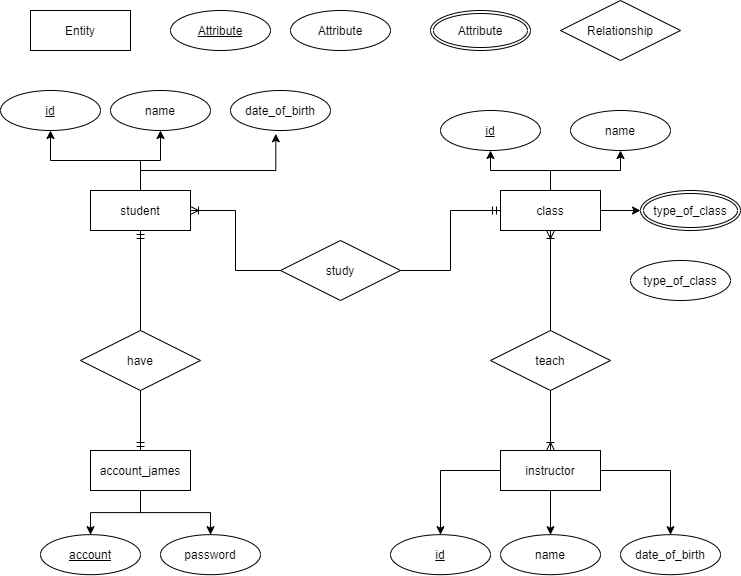 Entity
Attribute
Attribute
Attribute
Relationship
id
name
date_of_birth
id
name
student
class
type_of_class
study
type_of_class
have
teach
account_james
instructor
account
password
id
name
date_of_birth